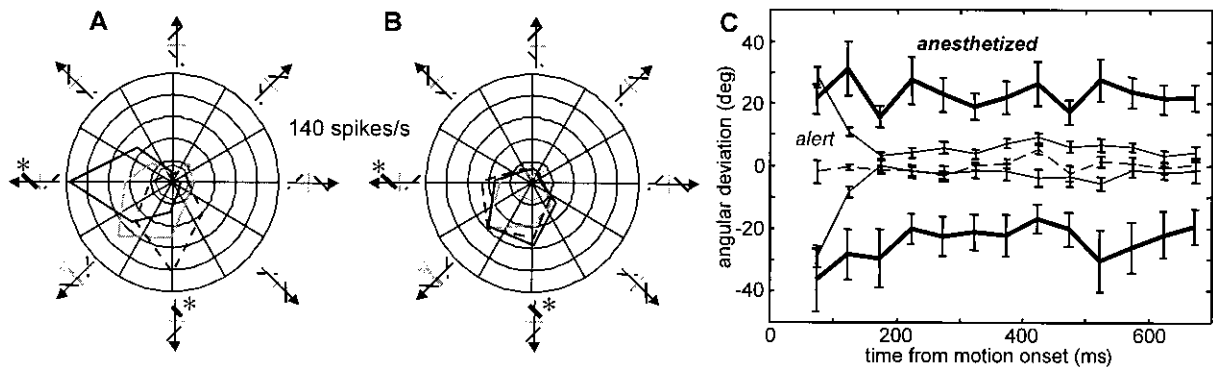 A
B
C
140 spikes/s
*
*
*
*
angular deviation (deg)
40
20
0
-20
-40
anesthetized
alert
0
200
400
600
time from motion onset (ms)